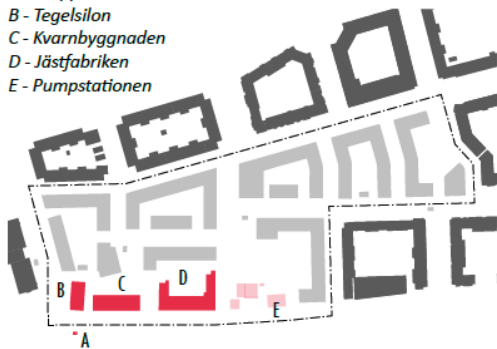 B - Tegelsilon
C - Kvarnbyggnaden
D - Jästfabriken
E - Pumpstationen
B
C
D
E
A